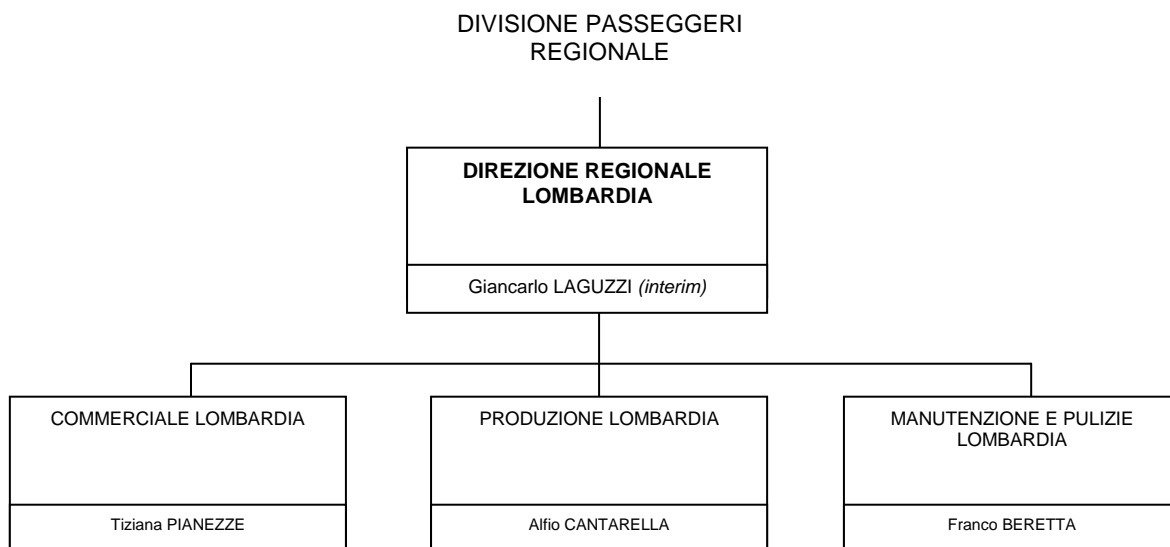 DIVISIONE PASSEGGERI
REGIONALE
DIREZIONE REGIONALE
LOMBARDIA
Giancarlo LAGUZZI (interim)
COMMERCIALE LOMBARDIA
Tiziana PIANEZZE
PRODUZIONE LOMBARDIA
Alfio CANTARELLA
MANUTENZIONE E PULIZIE
LOMBARDIA
Franco BERETTA